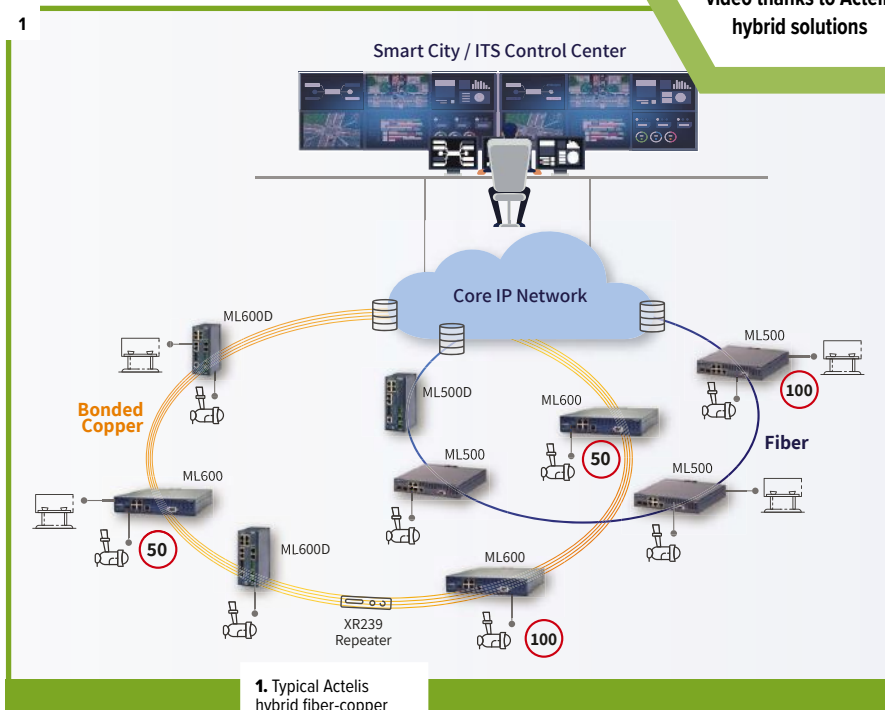 1
video thanks to Actelis
hybrid solutions
Smart City / ITS Control Center
Core IP Network
ML600D
ML500
100
ML500D
ML600
Bonded
Copper
50
Fiber
ML500
ML500
ML600
50
ML600D
ML600
XR239
Repeater
100
1. Typical Actelis
hybrid fiber-copper